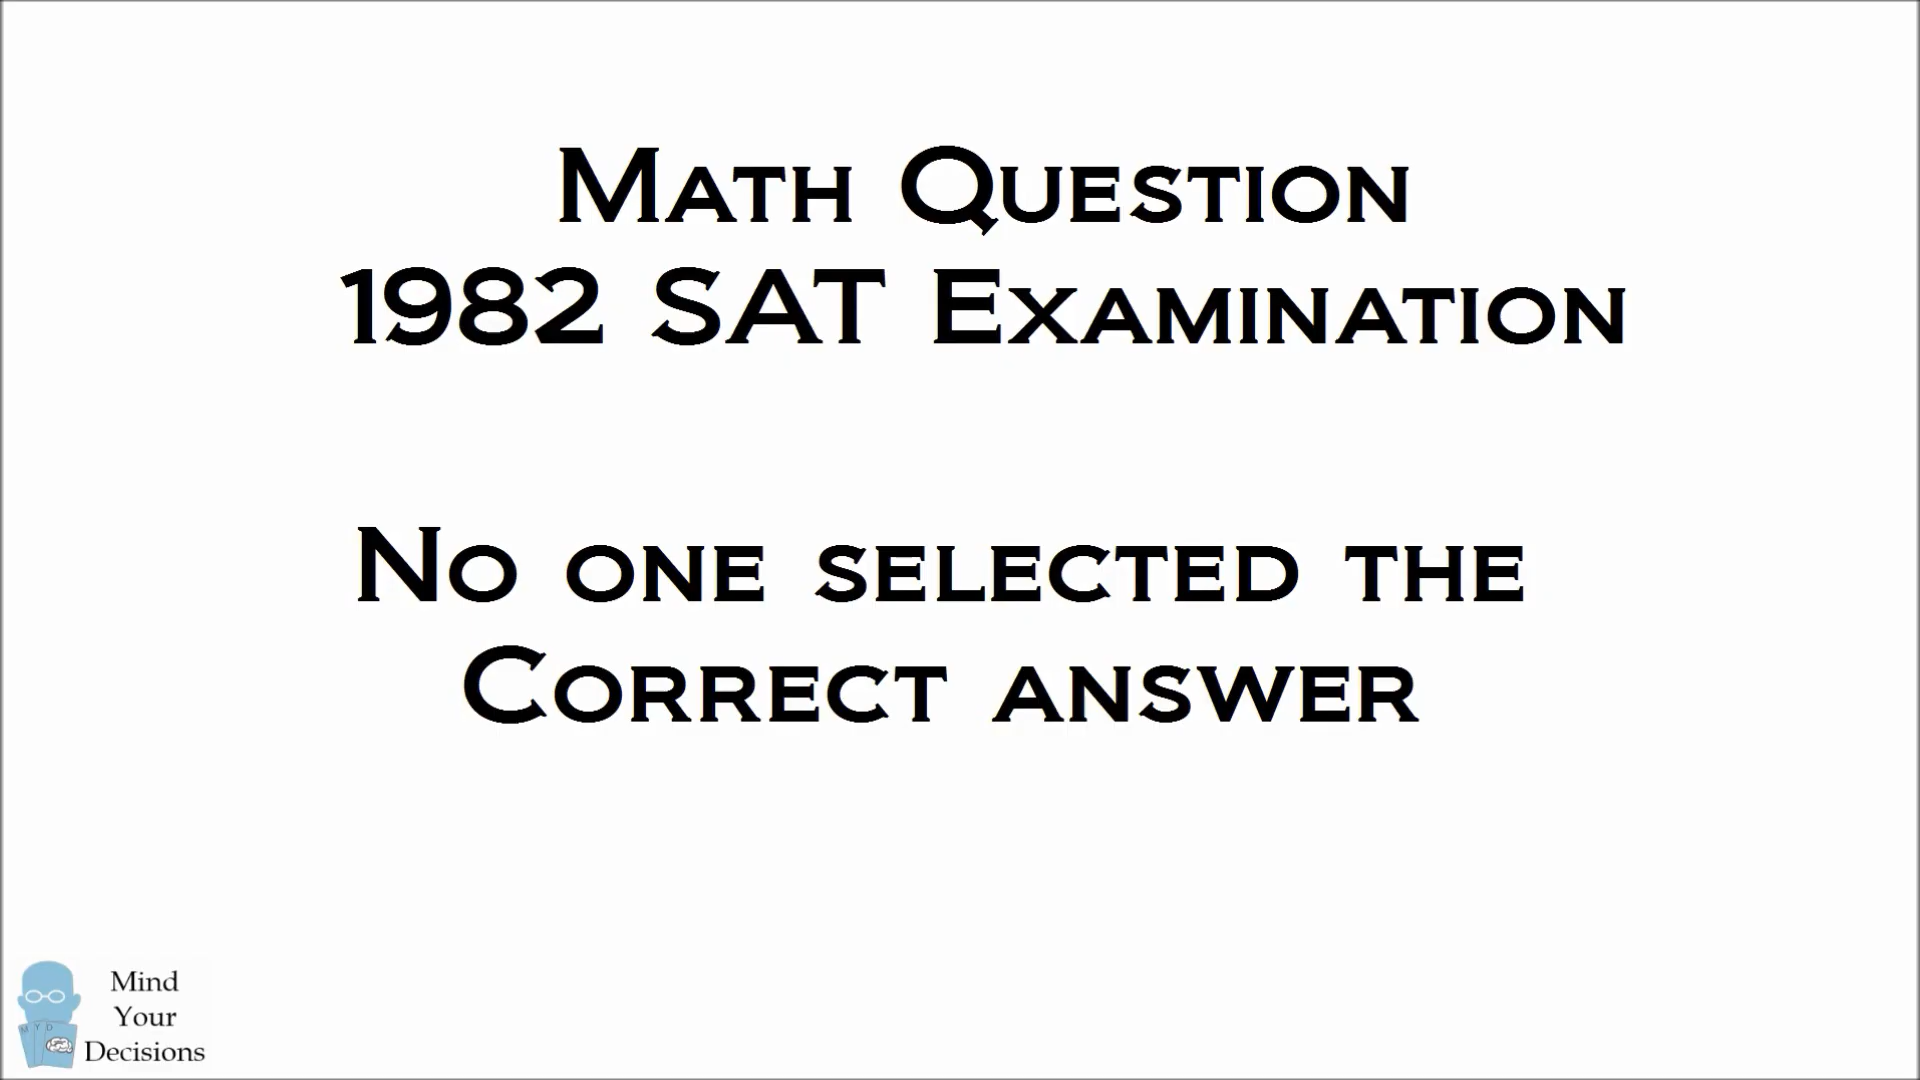 Math Question
1982 SAT Examination
No one selected the
Correct answer
M Y D
Mind
Your
Decisions